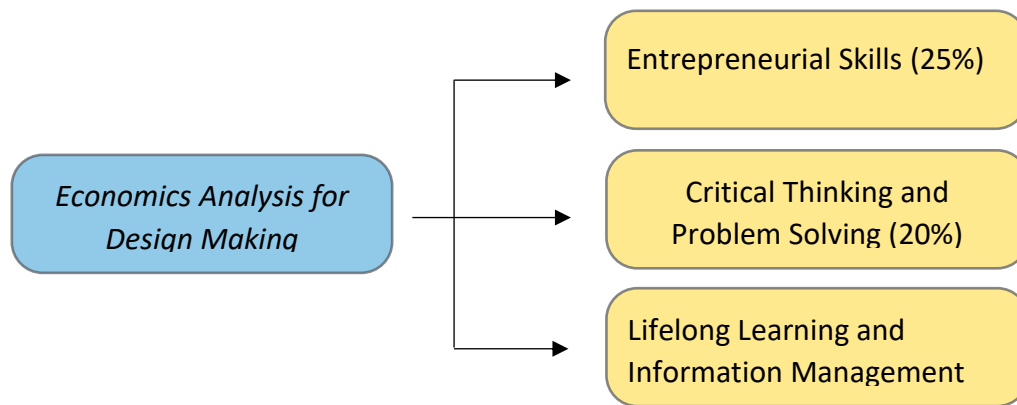 Entrepreneurial Skills (25%)
Economics Analysis for
Design Making
Critical Thinking and
Problem Solving (20%)
Lifelong Learning and
Information Management